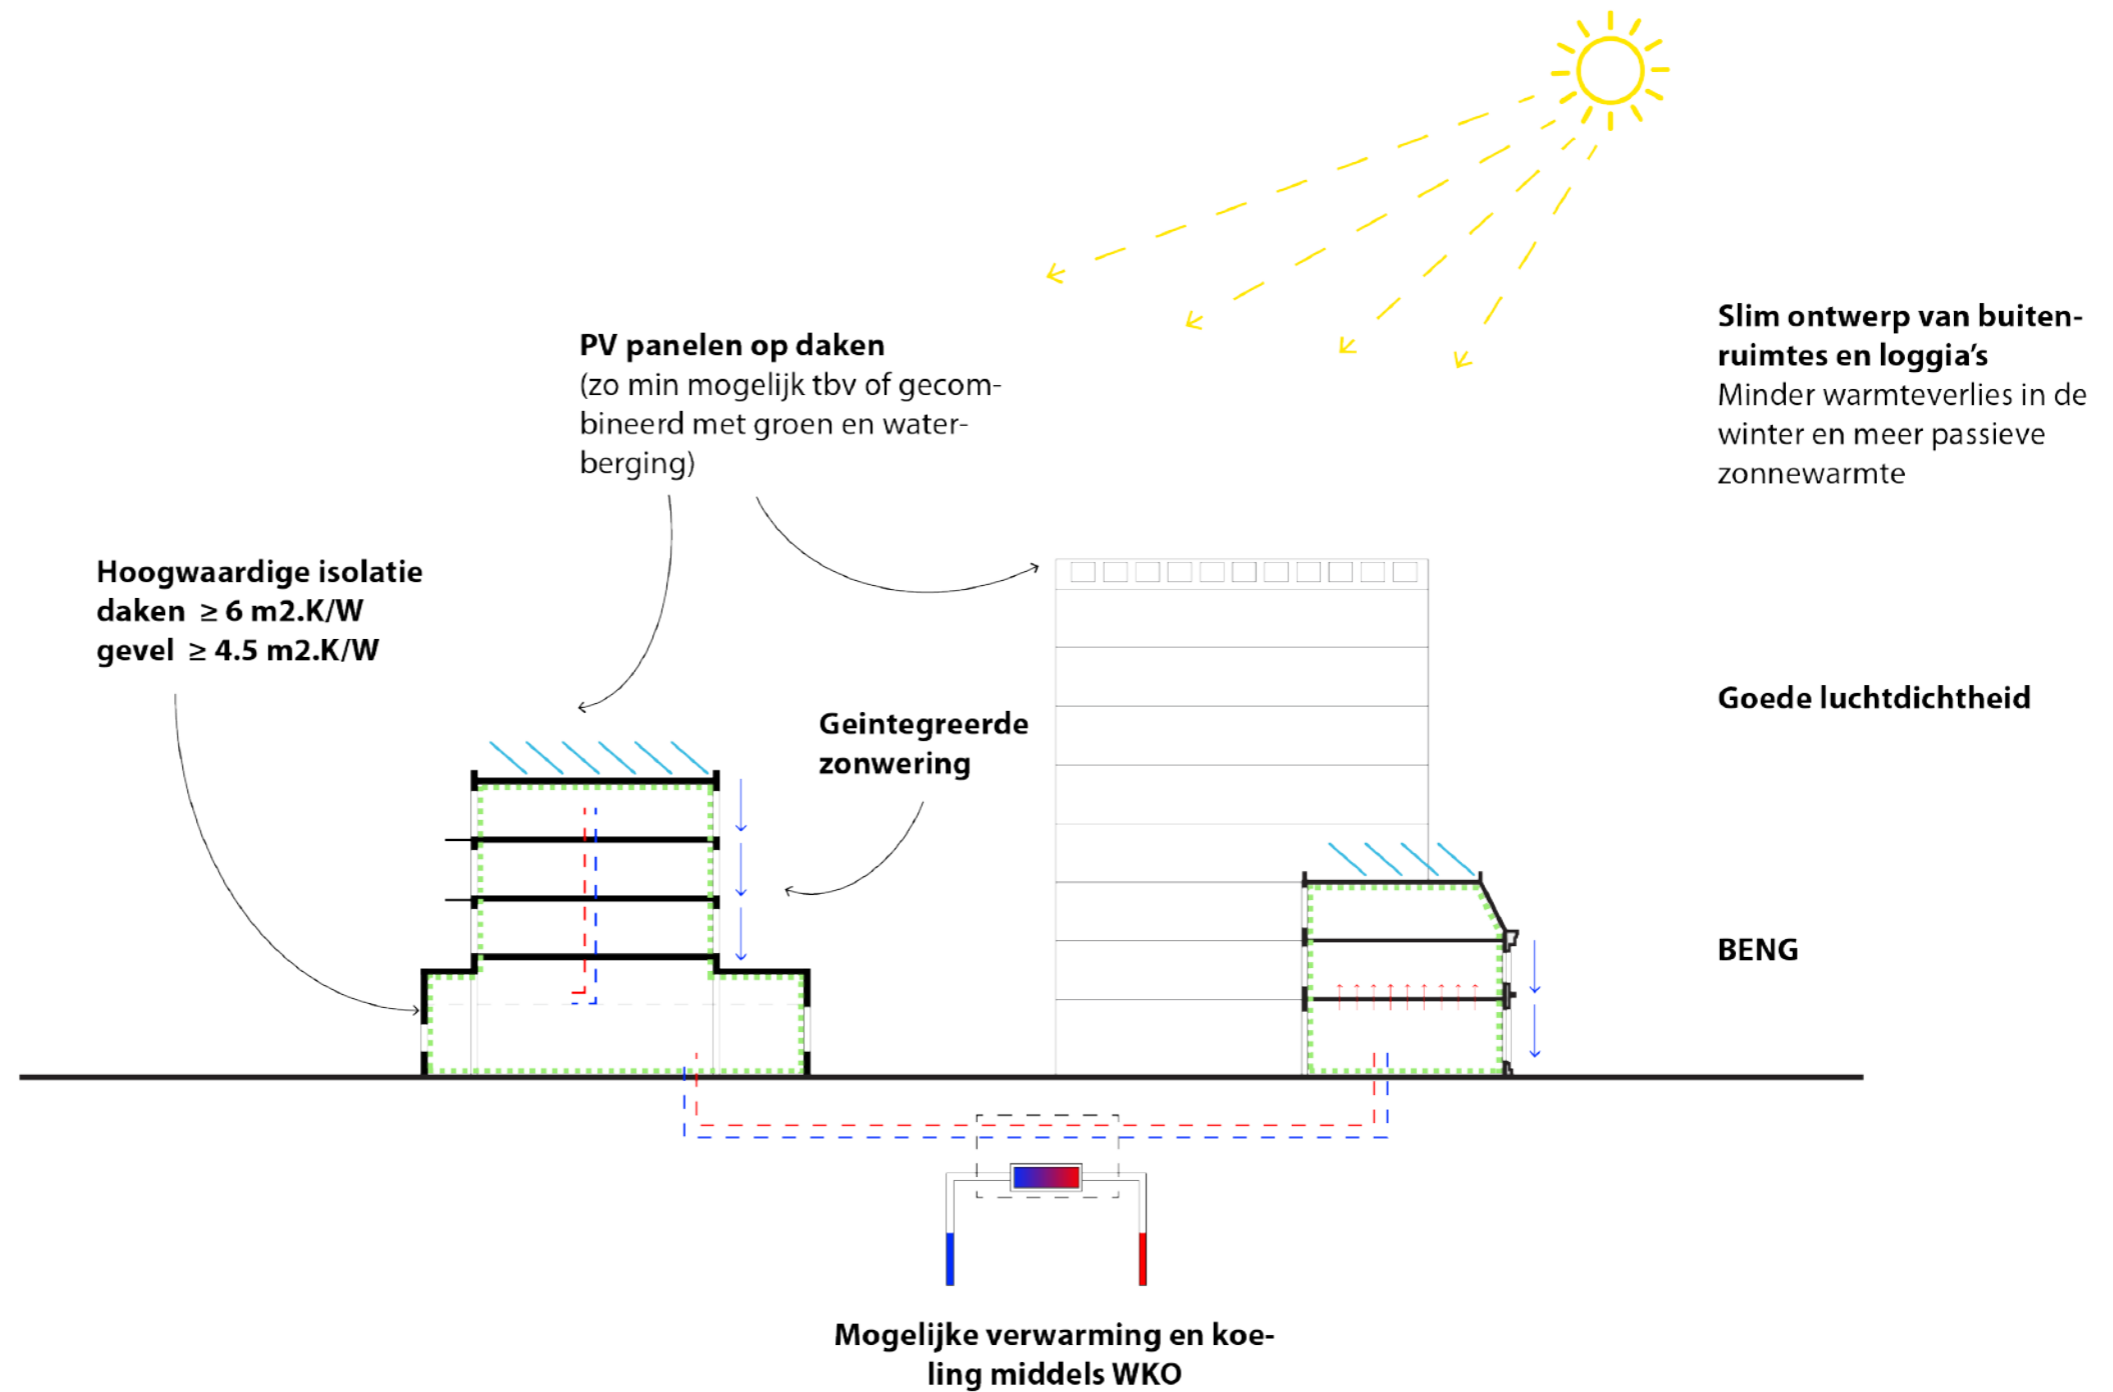 PV panelen op daken
(zo min mogelijk tbv of gecom-
bineerd met groen en water-
berging)
Slim ontwerp van buiten-
ruimtes en loggia's
Minder warmteverlies in de
winter en meer passieve
zonnewarmte
Hoogwaardige isolatie
daken ≥ 6 m2.K/W
gevel ≥ 4.5 m2.K/W
Geintegreerde
zonwering
Goede luchtdichtheid
BENG
Mogelijke verwarming en koe-
ling middels WKO